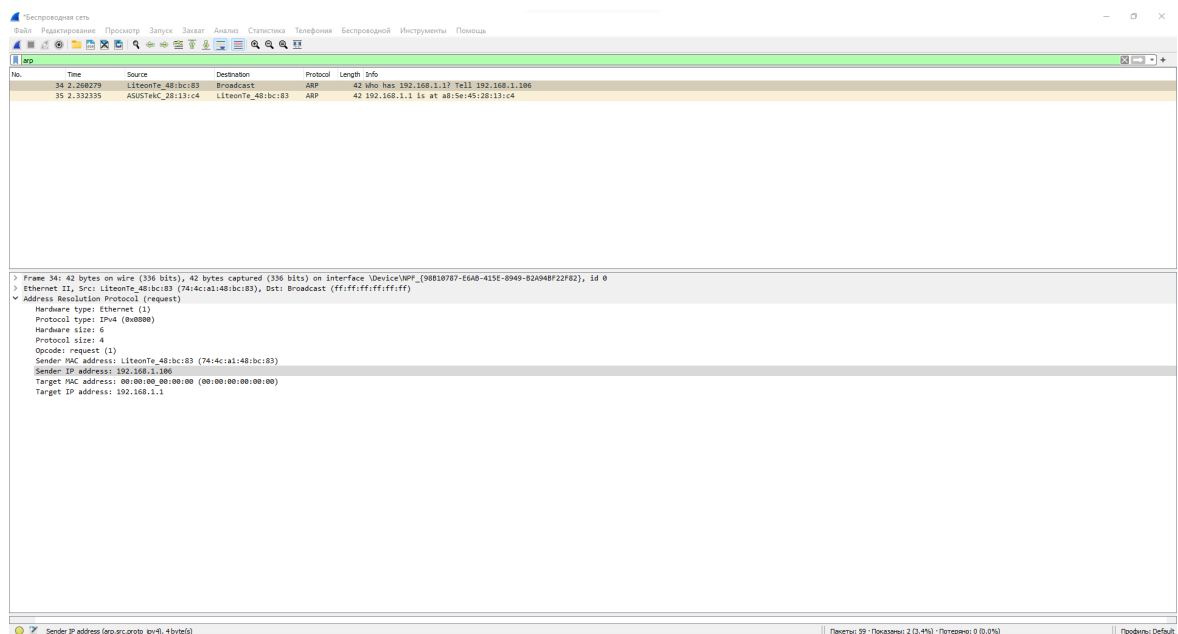 *Беспроводная сеть
Файл Редактирование Просмотр Запуск Захват Анализ Статистика Телефония Беспроводной Инструменты Помощь
arp
No. Time Source Destination Protocol Length Info
34 2.260279 LiteonTe_48:bc:83 Broadcast ARP 42 Who has 192.168.1.1? Tell 192.168.1.106
35 2.332335 ASUSTekC_28:13:c4 LiteonTe_48:bc:83 ARP 42 192.168.1.1 is at a8:5e:45:28:13:c4
Frame 34: 42 bytes on wire (336 bits), 42 bytes captured (336 bits) on interface \Device\NPF_{98B10787-E6AB-415E-8949-B2A94BF22F82}, id 0
Ethernet II, Src: LiteonTe_48:bc:83 (74:4c:a1:48:bc:83), Dst: Broadcast (ff:ff:ff:ff:ff:ff)
Address Resolution Protocol (request)
Hardware type: Ethernet (1)
Protocol type: IPv4 (0x0800)
Hardware size: 6
Protocol size: 4
Opcode: request (1)
Sender MAC address: LiteonTe_48:bc:83 (74:4c:a1:48:bc:83)
Sender IP address: 192.168.1.106
Target MAC address: 00:00:00_00:00:00 (00:00:00:00:00:00)
Target IP address: 192.168.1.1
Sender IP address (arp.src.proto_ipv4), 4 byte(s) Пакеты: 59 · Показаны: 2 (3.4%) · Потеряно: 0 (0.0%) Профиль: Default